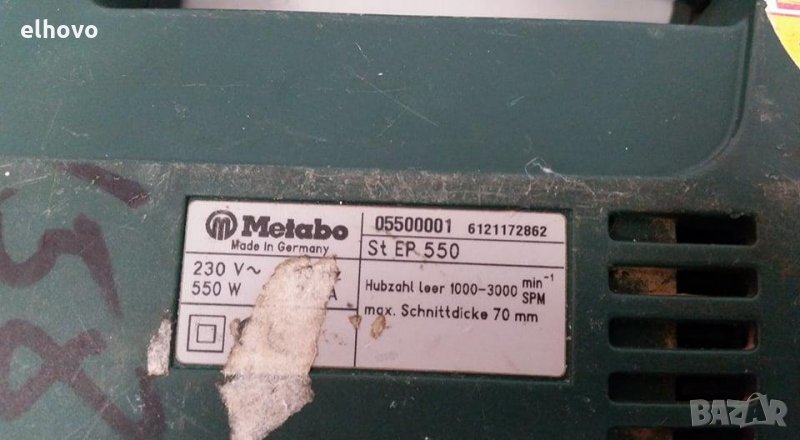 elhovo
Metabo
Made in Germany
230 V~
550 W
A
05500001 6121172862
St EP 550
Hubzahl leer 1000-3000 min⁻¹ SPM
max. Schnittdicke 70 mm
BAZAR